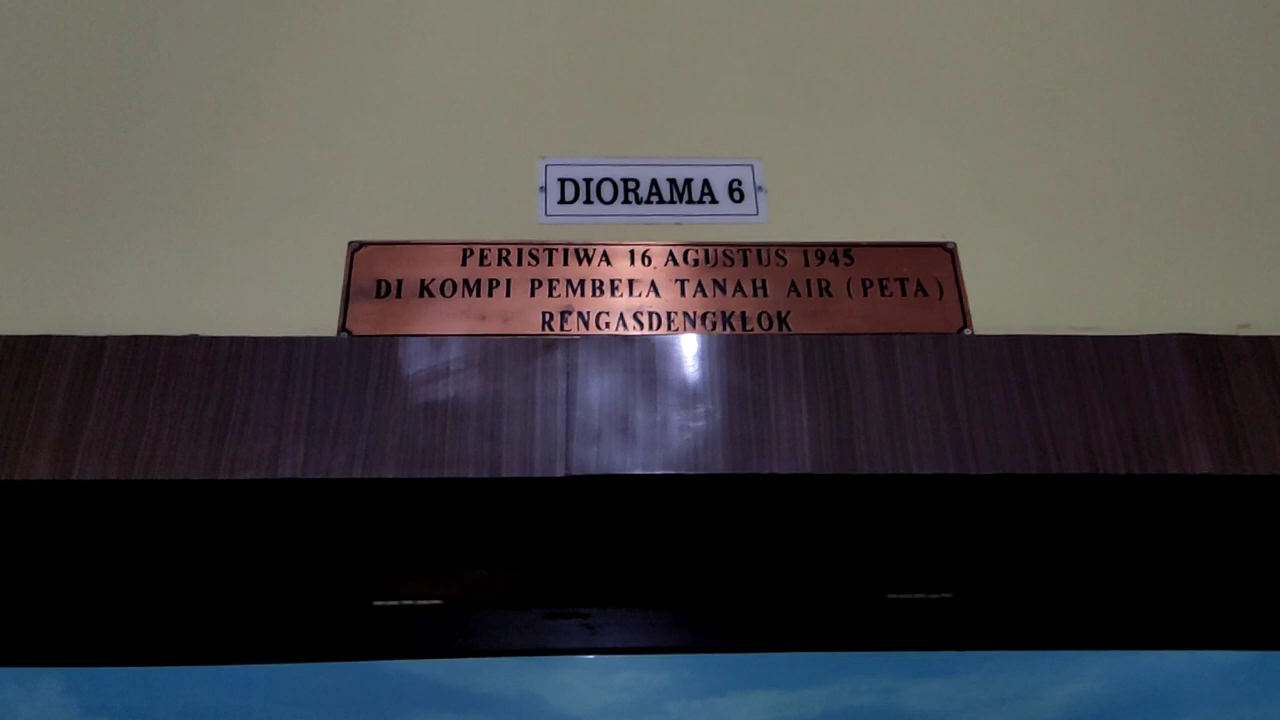 DIORAMA 6
PERISTIWA 16 AGUSTUS 1945
DI KOMPI PEMBELA TANAH AIR (PETA)
RENGASDENGKLOK